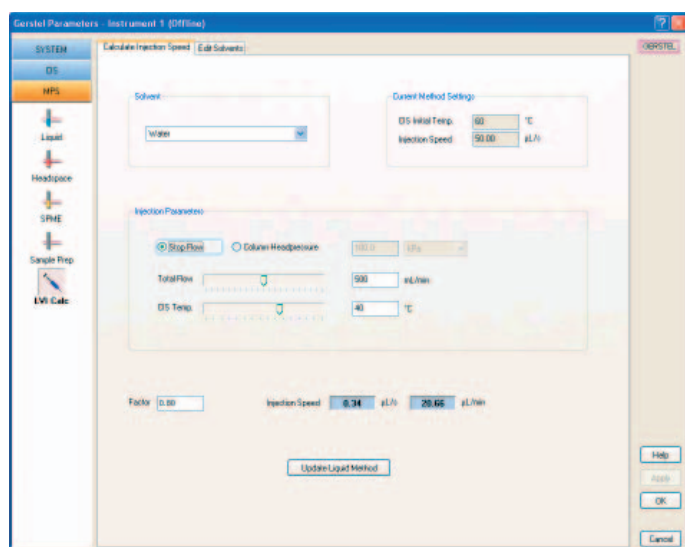 Gerstel Parameters - Instrument 1 (Offline)
SYSTEM
CIS
MPS
Liquid
Headspace
SPME
Sample Prep
LVI Calc
Calculate Injection Speed
Edit Solvents
GERSTEL
Solvent
Water
Current Method Settings
CIS Initial Temp. 60 °C
Injection Speed 50.00 µL/s
Injection Parameters
Stop Flow Column Headpressure 100.0 kPa
Total Flow 500 mL/min
CIS Temp. 40 °C
Factor 0.80 Injection Speed 0.34 µL/s 20.66 µL/min
Update Liquid Method
Help
Apply
OK
Cancel